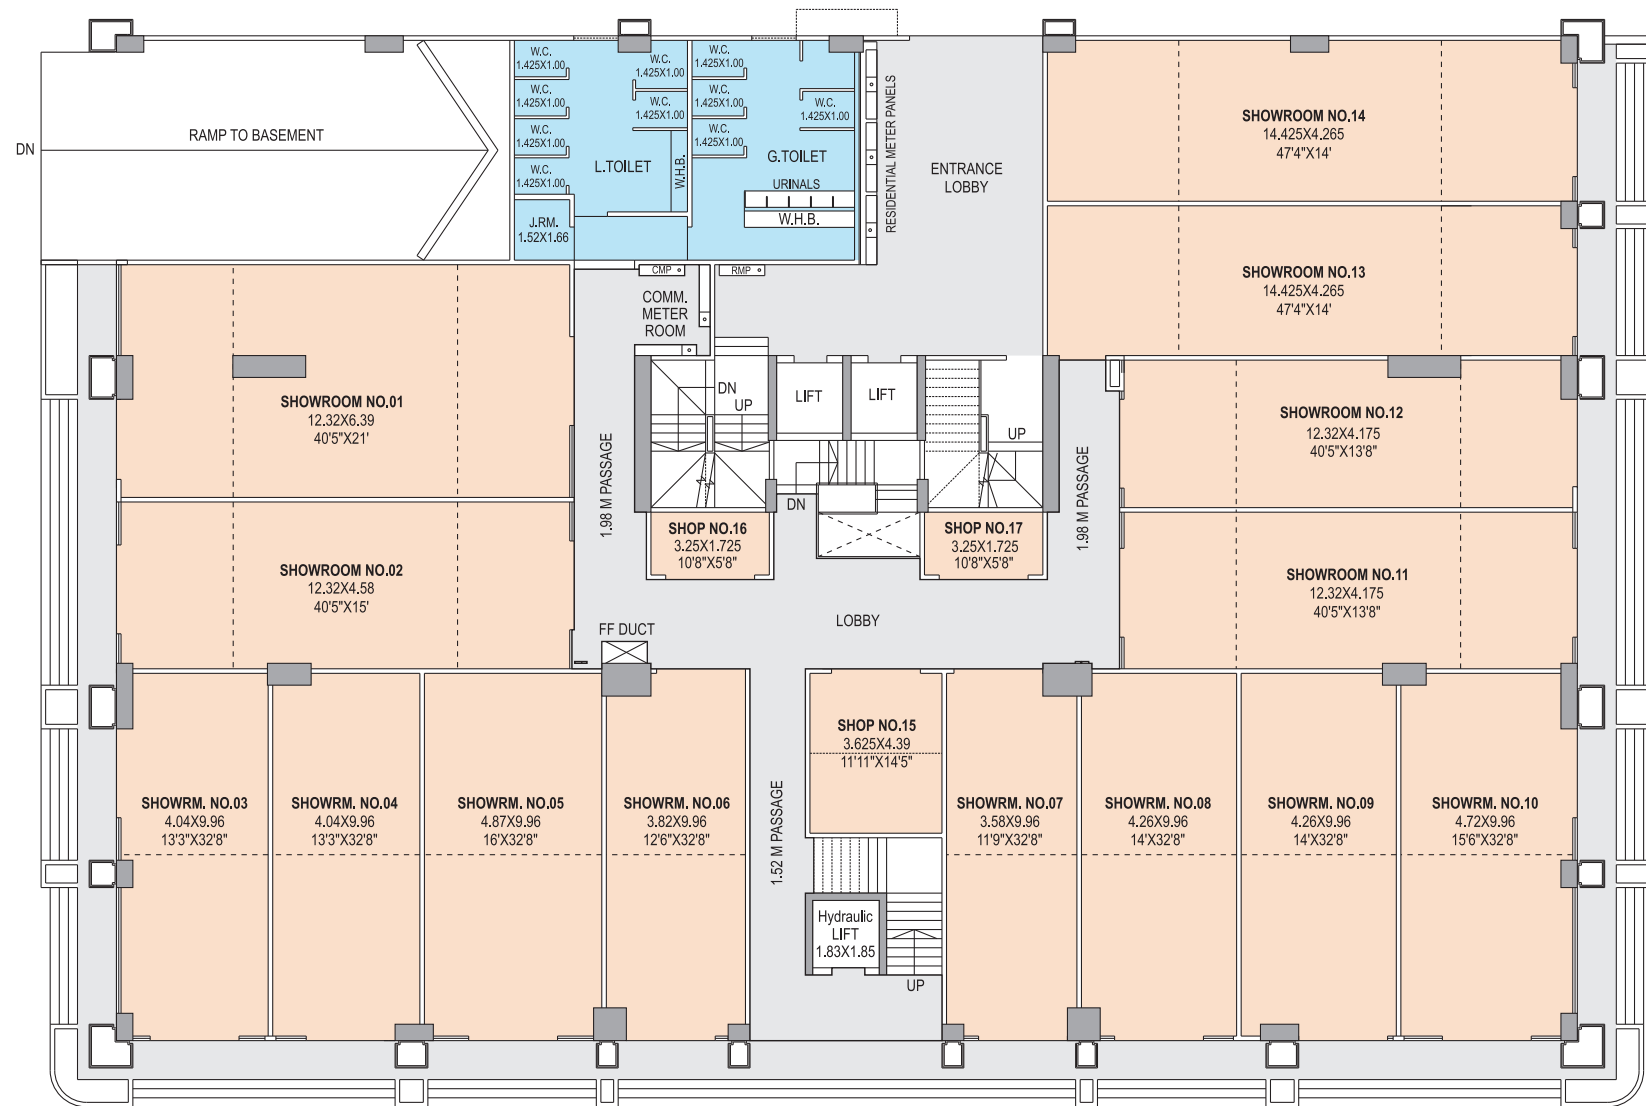 DN
RAMP TO BASEMENT
W.C.
1.425X1.00
W.C.
1.425X1.00
W.C.
1.425X1.00
W.C.
1.425X1.00
W.C.
1.425X1.00
W.C.
1.425X1.00
L.TOILET
W.H.B.
J.RM.
1.52X1.66
W.C.
1.425X1.00
W.C.
1.425X1.00
W.C.
1.425X1.00
W.C.
1.425X1.00
G.TOILET
URINALS
W.H.B.
RESIDENTIAL METER PANELS
ENTRANCE
LOBBY
SHOWROOM NO.14
14.425X4.265
47'4"X14'
SHOWROOM NO.13
14.425X4.265
47'4"X14'
CMP
RMP
COMM.
METER
ROOM
SHOWROOM NO.01
12.32X6.39
40'5"X21'
1.98 M PASSAGE
DN
UP
LIFT
LIFT
UP
DN
1.98 M PASSAGE
SHOWROOM NO.12
12.32X4.175
40'5"X13'8"
SHOWROOM NO.02
12.32X4.58
40'5"X15'
SHOP NO.16
3.25X1.725
10'8"X5'8"
SHOP NO.17
3.25X1.725
10'8"X5'8"
SHOWROOM NO.11
12.32X4.175
40'5"X13'8"
FF DUCT
LOBBY
SHOWRM. NO.03
4.04X9.96
13'3"X32'8"
SHOWRM. NO.04
4.04X9.96
13'3"X32'8"
SHOWRM. NO.05
4.87X9.96
16'X32'8"
SHOWRM. NO.06
3.82X9.96
12'6"X32'8"
1.52 M PASSAGE
SHOP NO.15
3.625X4.39
11'11"X14'5"
Hydraulic
LIFT
1.83X1.85
UP
SHOWRM. NO.07
3.58X9.96
11'9"X32'8"
SHOWRM. NO.08
4.26X9.96
14'X32'8"
SHOWRM. NO.09
4.26X9.96
14'X32'8"
SHOWRM. NO.10
4.72X9.96
15'6"X32'8"